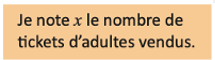 Je note x le nombre de
tickets d'adultes vendus.